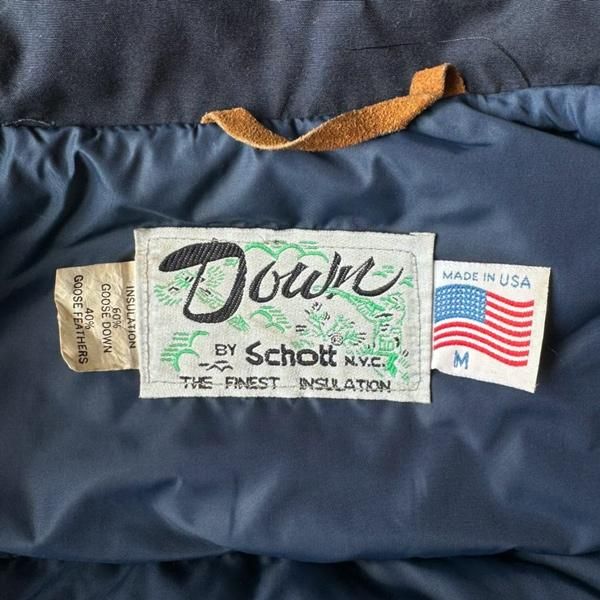 INSULATION
60%
GOOSE DOWN
40%
GOOSE FEATHERS
Down
BY Schott N.Y.C.
THE FINEST INSULATION
MADE IN USA
M